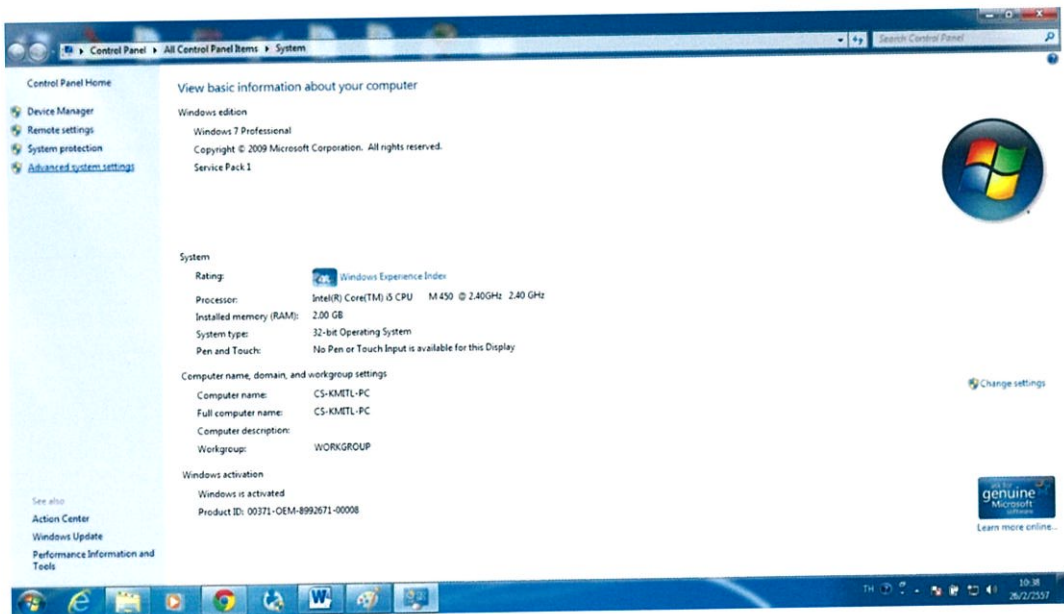 Control Panel ▸ All Control Panel Items ▸ System
Search Control Panel
Control Panel Home
Device Manager
Remote settings
System protection
Advanced system settings
View basic information about your computer
Windows edition
Windows 7 Professional
Copyright © 2009 Microsoft Corporation. All rights reserved.
Service Pack 1
System
Rating: Windows Experience Index
Processor: Intel(R) Core(TM) i5 CPU M 450 @ 2.40GHz 2.40 GHz
Installed memory (RAM): 2.00 GB
System type: 32-bit Operating System
Pen and Touch: No Pen or Touch Input is available for this Display
Computer name, domain, and workgroup settings
Computer name: CS-KMITL-PC
Change settings
Full computer name: CS-KMITL-PC
Computer description:
Workgroup: WORKGROUP
Windows activation
Windows is activated
Product ID: 00371-OEM-8992671-00008
ask for
genuine
Microsoft
software
Learn more online...
See also
Action Center
Windows Update
Performance Information and
Tools
TH
10:38
26/2/2557